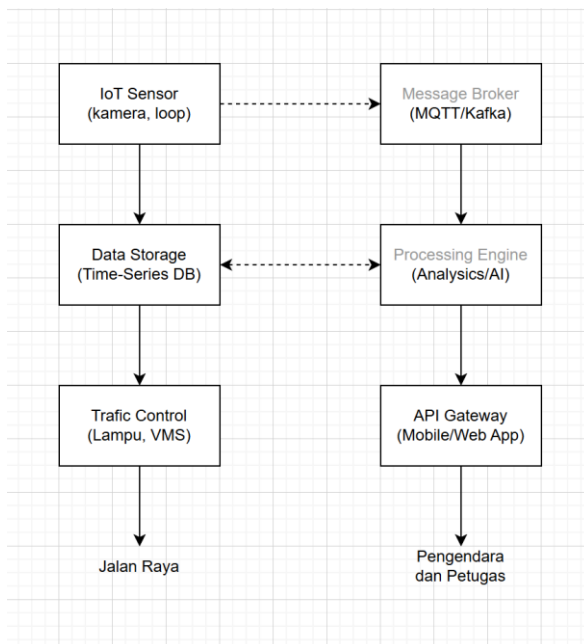 IoT Sensor
(kamera, loop)
Message Broker
(MQTT/Kafka)
Data Storage
(Time-Series DB)
Processing Engine
(Analysics/AI)
Trafic Control
(Lampu, VMS)
API Gateway
(Mobile/Web App)
Jalan Raya
Pengendara
dan Petugas